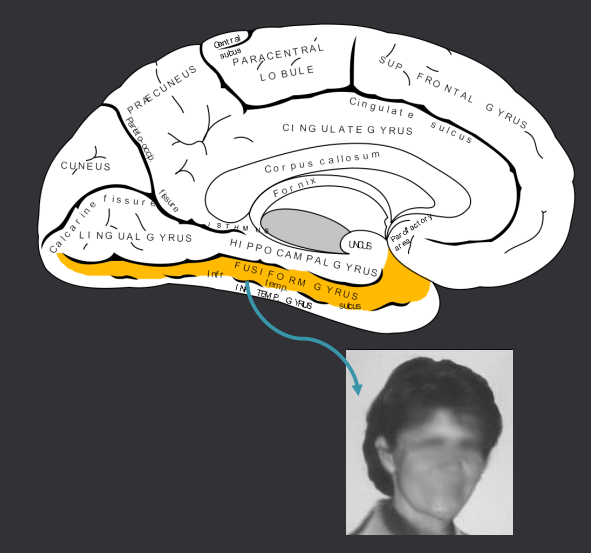 Central
sulcus
PARACENTRAL
LOBULE
SUP. FRONTAL GYRUS
PRÆCUNEUS
Cingulate sulcus
CINGULATE GYRUS
Parieto-occip
fissure
CUNEUS
Corpus callosum
Fornix
Calcarine fissure
ISTHMUS
Parolfactory
area
LINGUAL GYRUS
UNCUS
HIPPOCAMPAL GYRUS
FUSIFORM GYRUS
Infr temp. sulcus
INF. TEMP. GYRUS